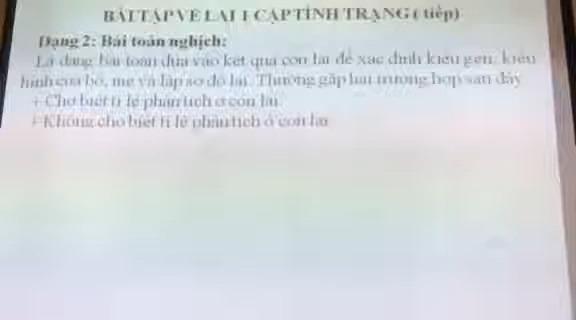 BÀI TẬP VỀ LAI 1 CẶP TÍNH TRẠNG ( tiếp)
Dạng 2: Bài toán nghịch:
Là dạng bài toán dựa vào kết quả con lai để xác định kiểu gen, kiểu
hình của bố, mẹ và lập sơ đồ lai. Thường gặp hai trường hợp sau đây
+ Cho biết tỉ lệ phân tích ở con lai.
+ Không cho biết tỉ lệ phân tích ở con lai